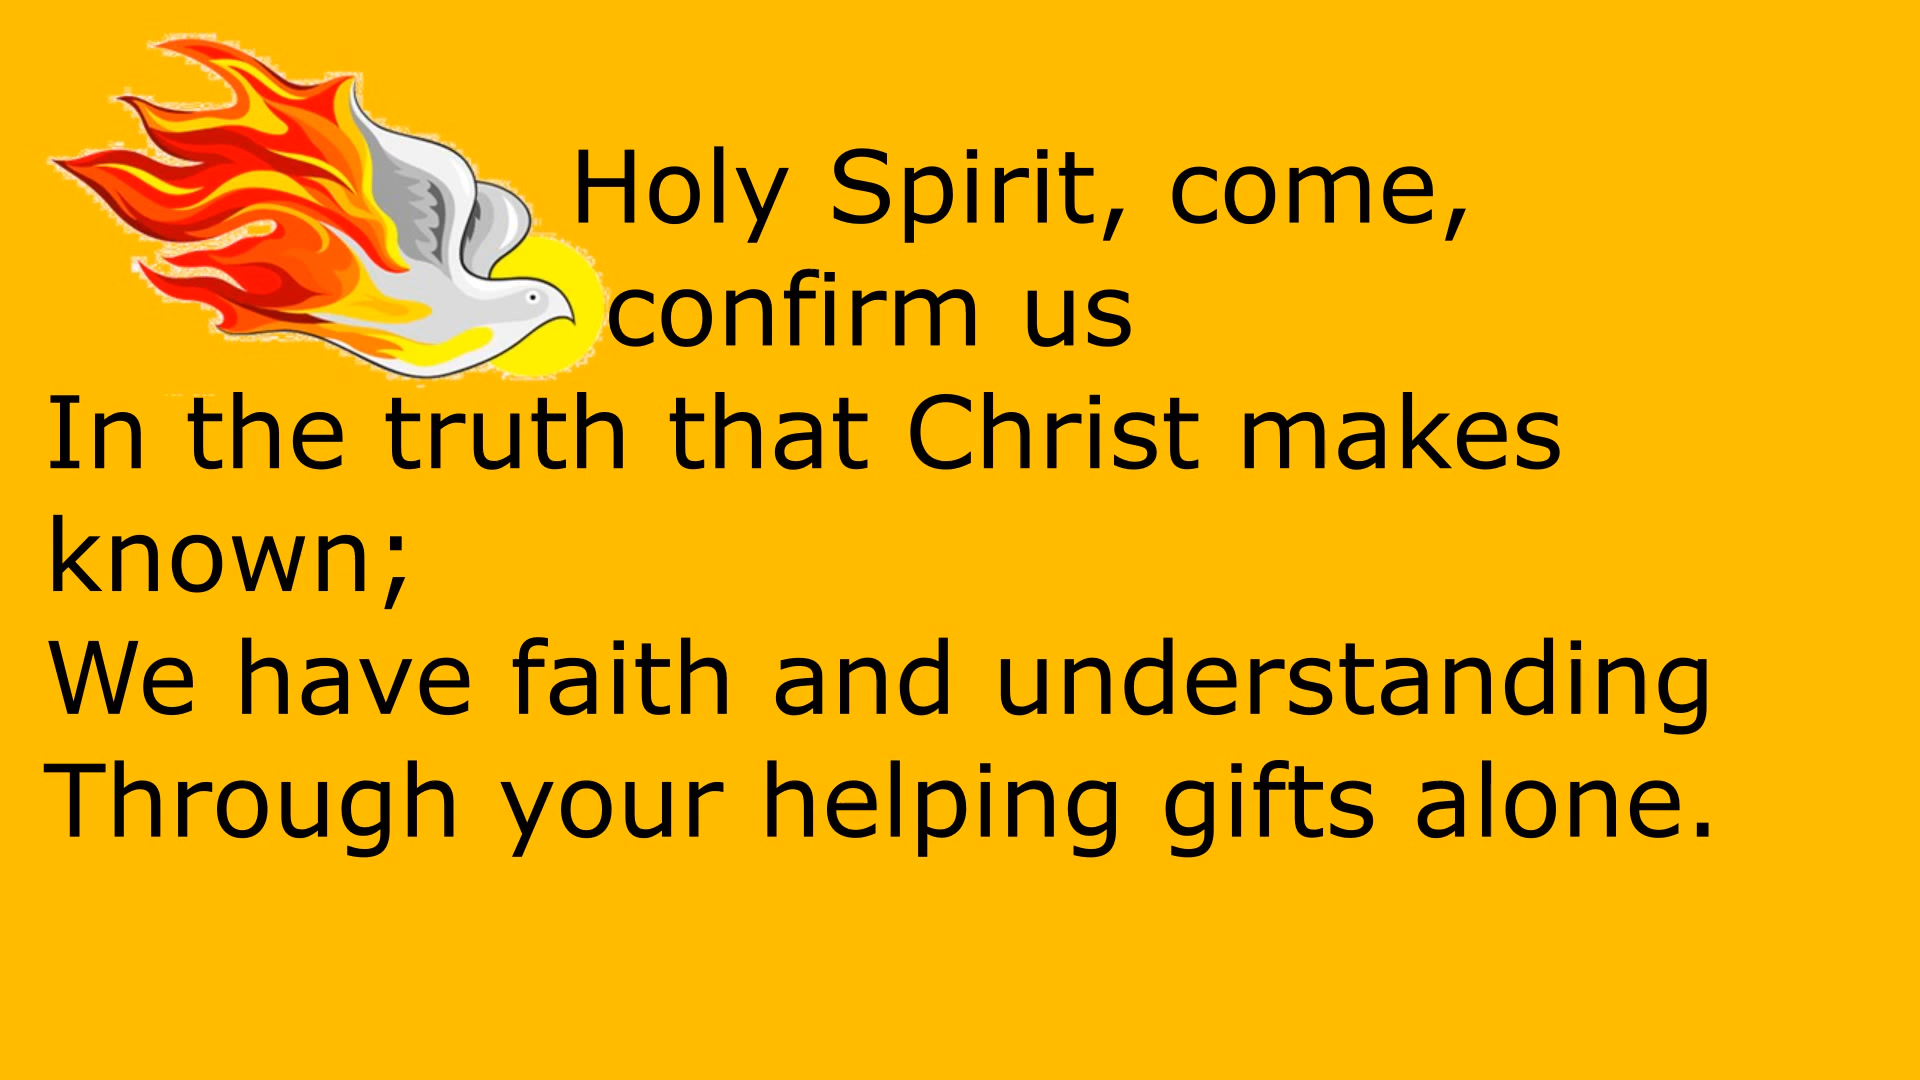 Holy Spirit, come,
confirm us
In the truth that Christ makes
known;
We have faith and understanding
Through your helping gifts alone.